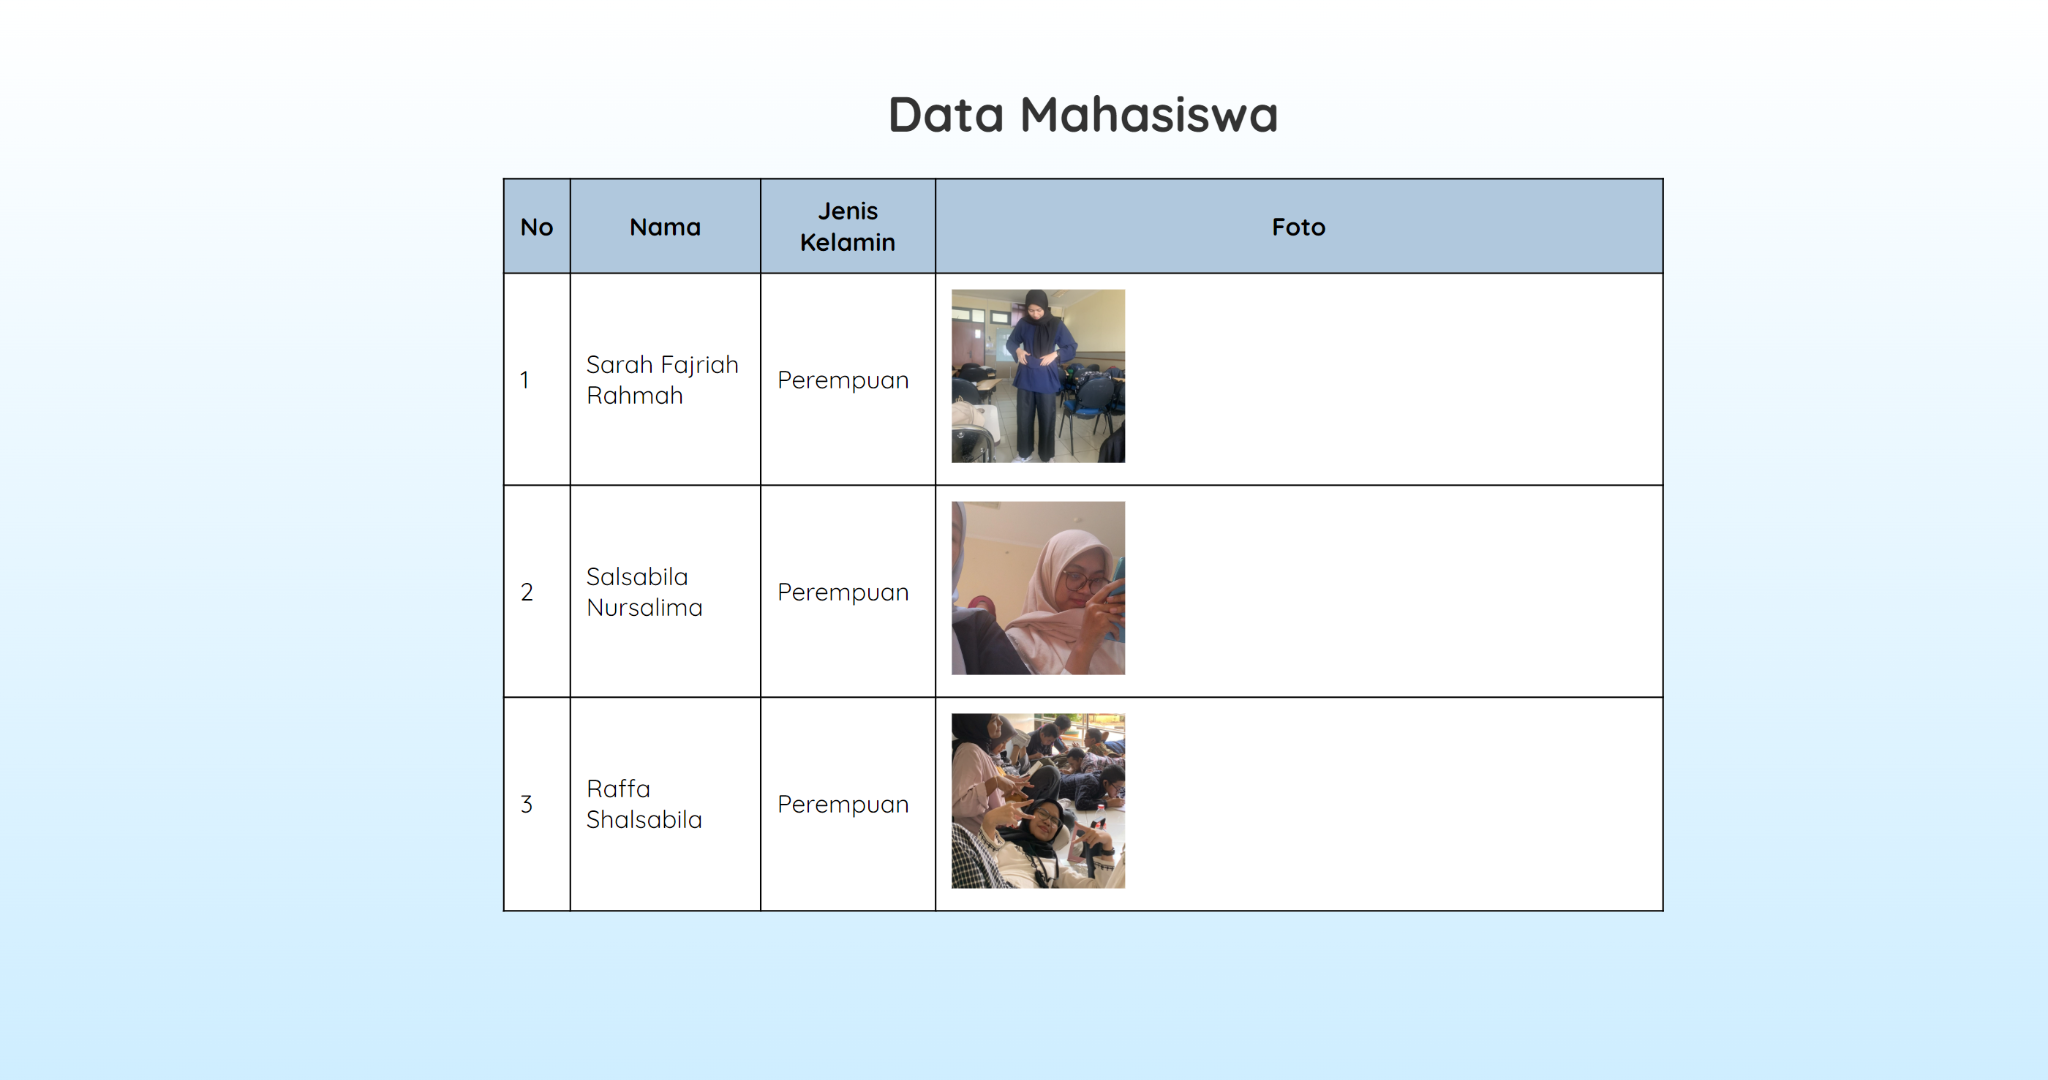 Data Mahasiswa
No
Nama
Jenis
Kelamin
Foto
1
Sarah Fajriah
Rahmah
Perempuan
2
Salsabila
Nursalima
Perempuan
3
Raffa
Shalsabila
Perempuan